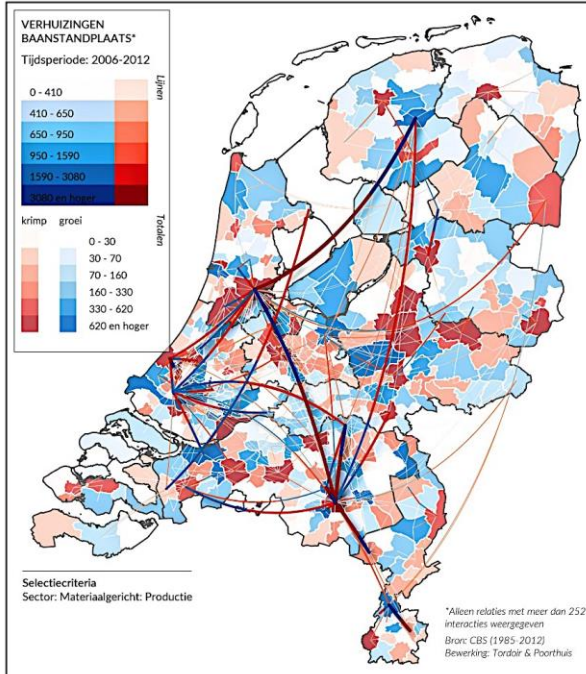 VERHUIZINGEN
BAANSTANDPLAATS*
Tijdsperiode: 2006-2012
Lijnen
0 - 410
410 - 650
650 - 950
950 - 1590
1590 - 3080
3080 en hoger
Totalen
krimp groei
0 - 30
30 - 70
70 - 160
160 - 330
330 - 620
620 en hoger
Selectiecriteria
Sector: Materiaalgericht: Productie
*Alleen relaties met meer dan 252
interacties weergegeven
Bron: CBS (1985-2012)
Bewerking: Tordoir & Poorthuis